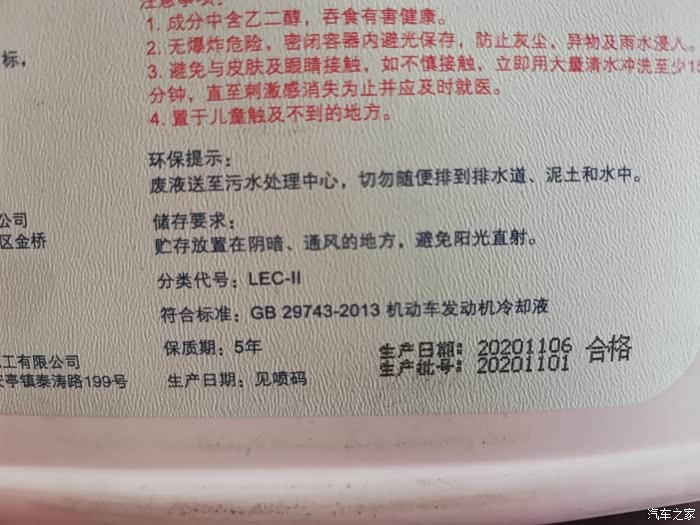 注意事项：
1. 成分中含乙二醇，吞食有害健康。
2. 无爆炸危险，密闭容器内避光保存，防止灰尘，异物及雨水浸入。
3. 避免与皮肤及眼睛接触，如不慎接触，立即用大量清水冲洗至少15
分钟，直至刺激感消失为止并应及时就医。
4. 置于儿童触及不到的地方。
标，
环保提示：
废液送至污水处理中心，切勿随便排到排水道、泥土和水中。
公司
区金桥
储存要求：
贮存放置在阴暗、通风的地方，避免阳光直射。
分类代号：LEC-II
符合标准：GB 29743-2013 机动车发动机冷却液
保质期：5年
工有限公司
安亭镇泰涛路199号
生产日期：见喷码
生产日期：20201106 合格
生产批号：20201101
汽车之家